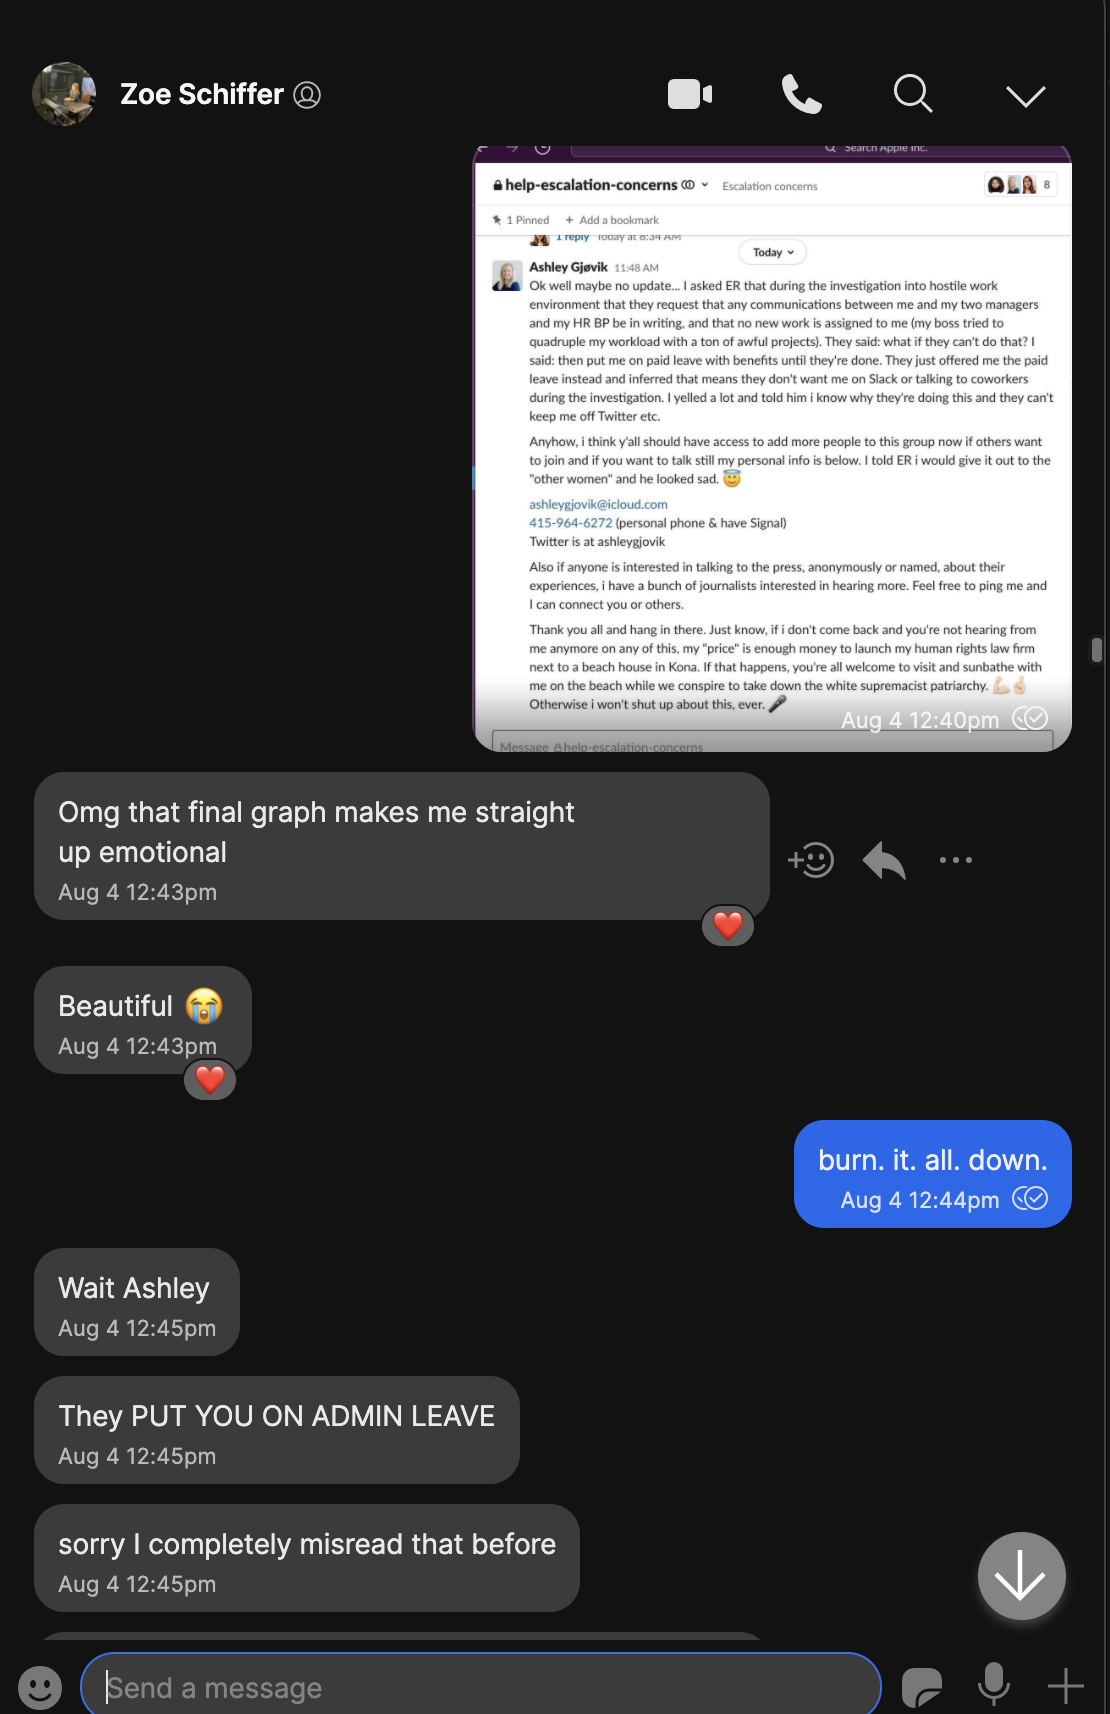 Zoe Schiffer
Search Apple Inc.
help-escalation-concerns
Escalation concerns
8
1 Pinned + Add a bookmark
1 reply Today at 8:34 AM
Today
Ashley Gjøvik 11:48 AM
Ok well maybe no update... I asked ER that during the investigation into hostile work
environment that they request that any communications between me and my two managers
and my HR BP be in writing, and that no new work is assigned to me (my boss tried to
quadruple my workload with a ton of awful projects). They said: what if they can't do that? I
said: then put me on paid leave with benefits until they're done. They just offered me the paid
leave instead and inferred that means they don't want me on Slack or talking to coworkers
during the investigation. I yelled a lot and told him i know why they're doing this and they can't
keep me off Twitter etc.
Anyhow, i think y'all should have access to add more people to this group now if others want
to join and if you want to talk still my personal info is below. I told ER i would give it out to the
"other women" and he looked sad. 😇
ashleygjovik@icloud.com
415-964-6272 (personal phone & have Signal)
Twitter is at ashleygjovik
Also if anyone is interested in talking to the press, anonymously or named, about their
experiences, i have a bunch of journalists interested in hearing more. Feel free to ping me and
I can connect you or others.
Thank you all and hang in there. Just know, if i don't come back and you're not hearing from
me anymore on any of this, my "price" is enough money to launch my human rights law firm
next to a beach house in Kona. If that happens, you're all welcome to visit and sunbathe with
me on the beach while we conspire to take down the white supremacist patriarchy. 💪🏻🤞🏻
Otherwise i won't shut up about this, ever. 🎤
Aug 4 12:40pm
Message help-escalation-concerns
Omg that final graph makes me straight
up emotional
Aug 4 12:43pm
❤️
Beautiful 😭
Aug 4 12:43pm
❤️
burn. it. all. down.
Aug 4 12:44pm
Wait Ashley
Aug 4 12:45pm
They PUT YOU ON ADMIN LEAVE
Aug 4 12:45pm
sorry I completely misread that before
Aug 4 12:45pm
Send a message